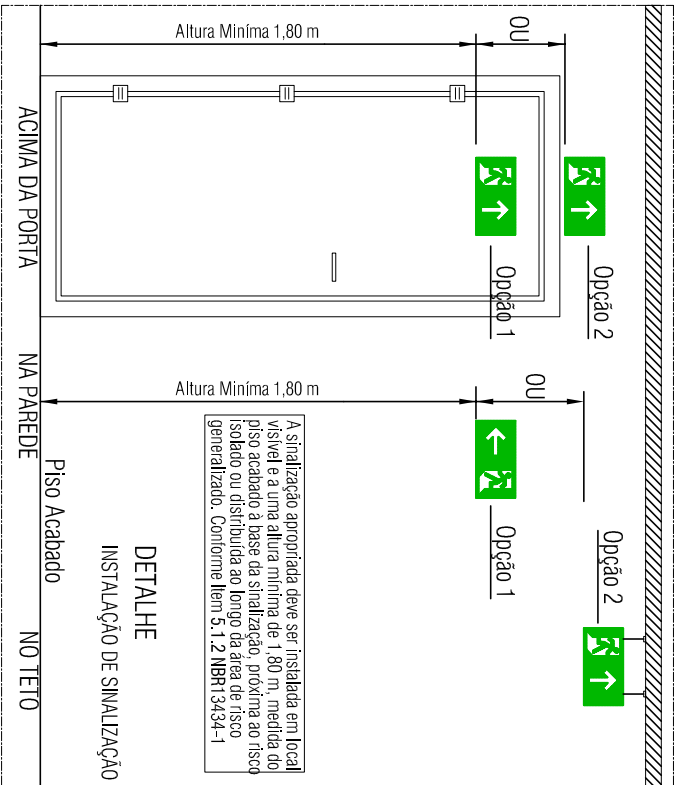 Altura Miníma 1,80 m
OU
Opção 2
Opção 1
ACIMA DA PORTA
Altura Miníma 1,80 m
OU
Opção 2
Opção 1
NA PAREDE
NO TETO
Piso Acabado
A sinalização apropriada deve ser instalada em local
visível e a uma altura mínima de 1,80 m, medida do
piso acabado à base da sinalização, próxima ao risco
isolado ou distribuída ao longo da área de risco
generalizado. Conforme Item 5.1.2 NBR13434-1
DETALHE
INSTALAÇÃO DE SINALIZAÇÃO